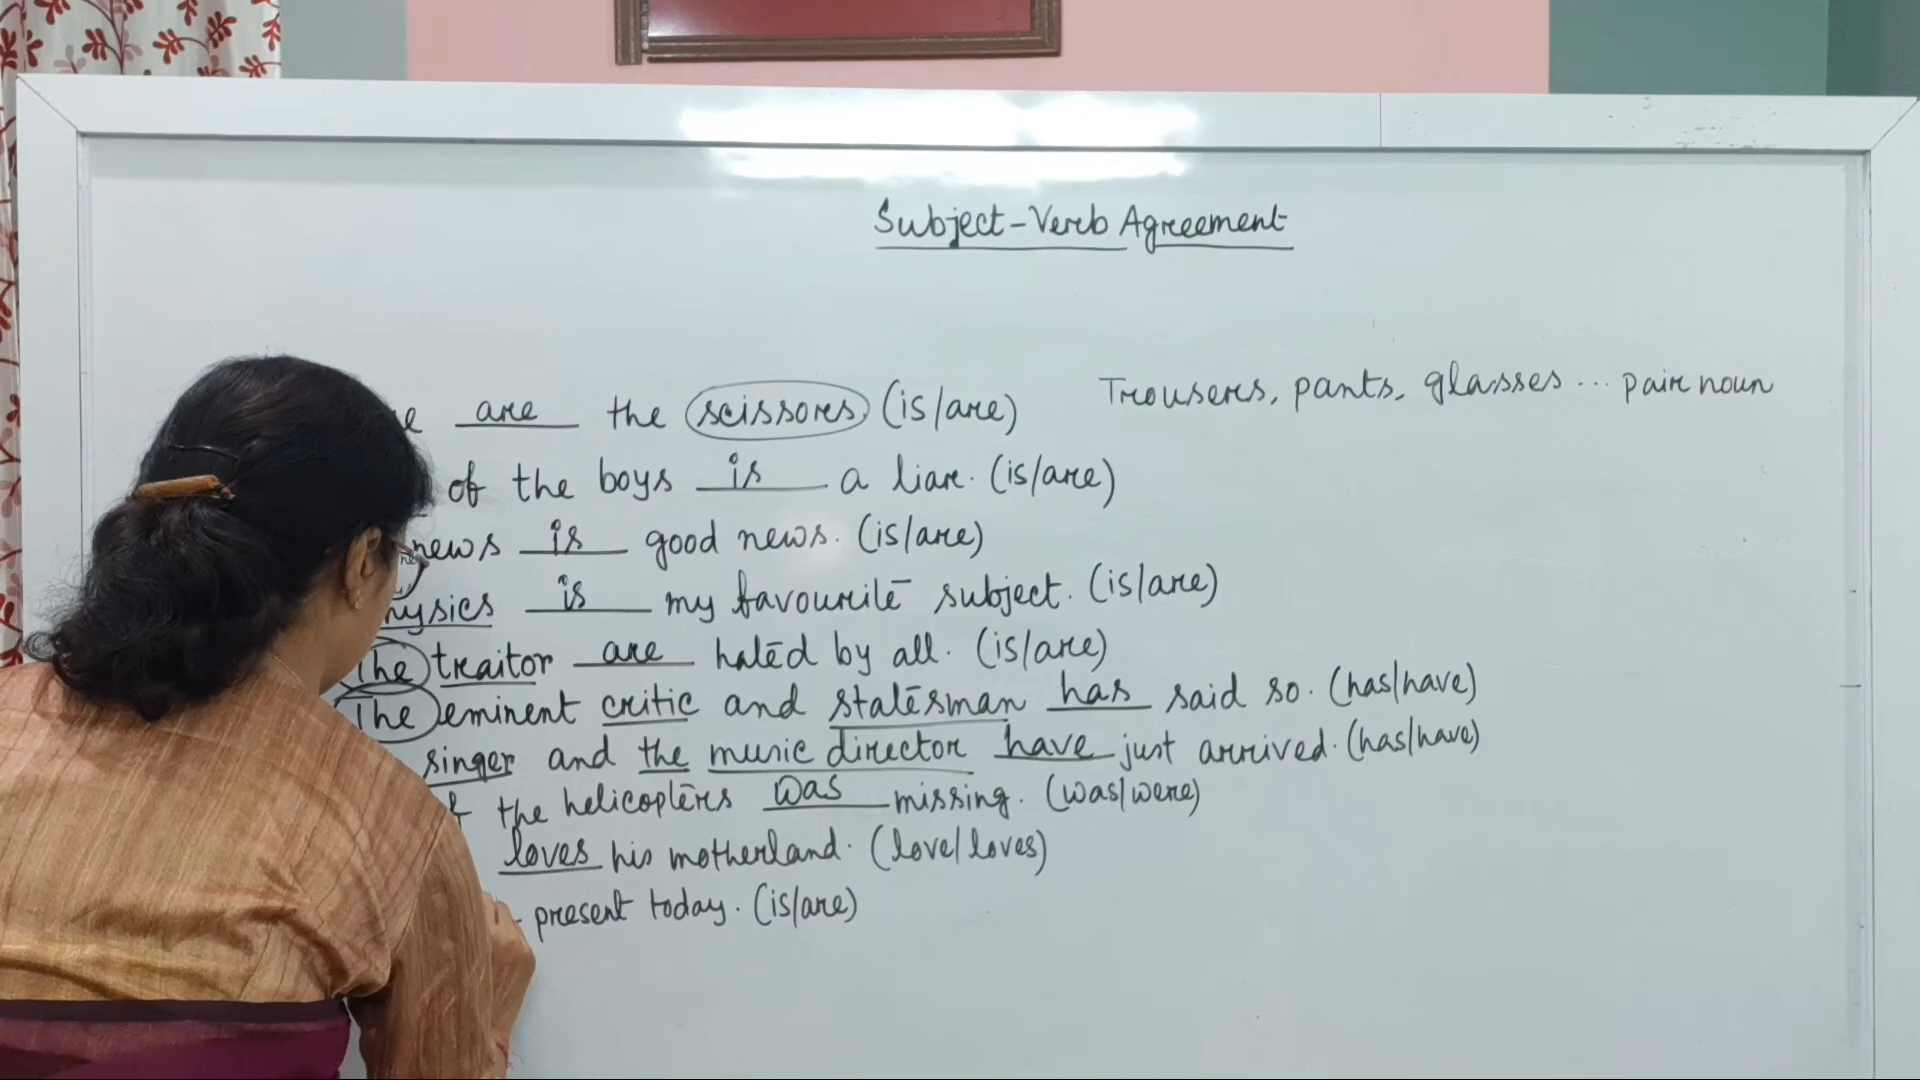 Subject-Verb Agreement
are the scissors (is/are) Trousers, pants, glasses... pair noun
of the boys is a liar. (is/are)
news is good news. (is/are)
is my favourite subject. (is/are)
The traitor are hated by all. (is/are)
The eminent critic and statesman has said so. (has/have)
singer and the music director have just arrived. (has/have)
the helicopters was missing. (was/were)
loves his motherland. (love/loves)
present today. (is/are)